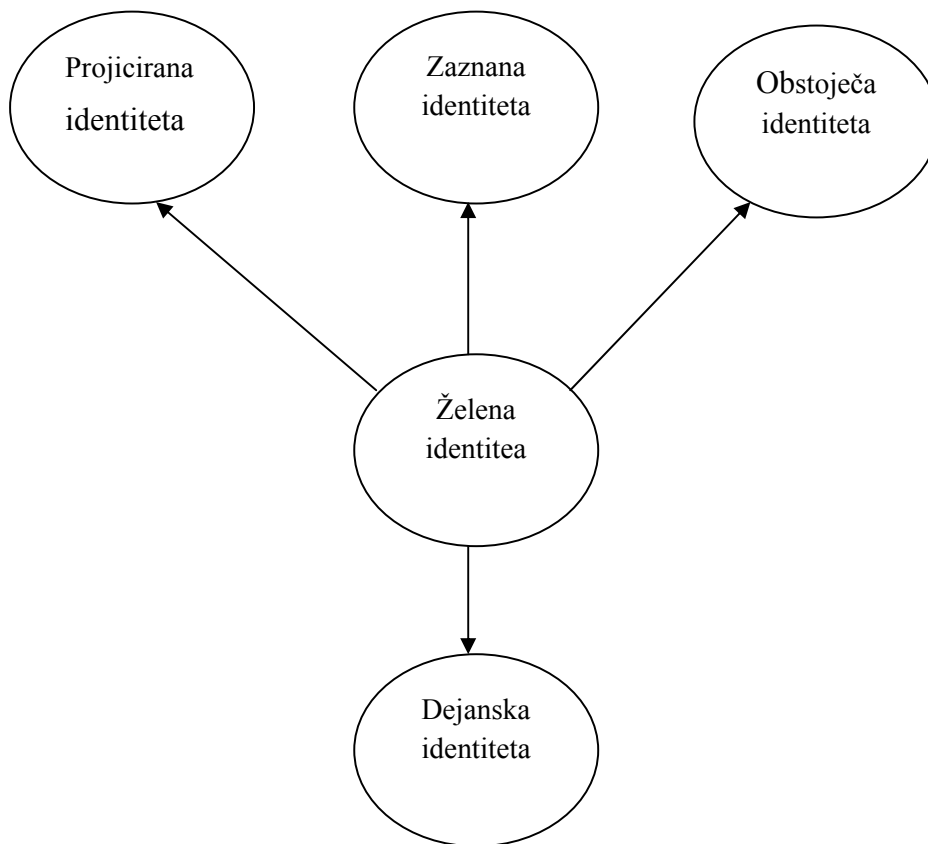 Projicirana
identiteta
Zaznana
identiteta
Obstoječa
identiteta
Želena
identitea
Dejanska
identiteta